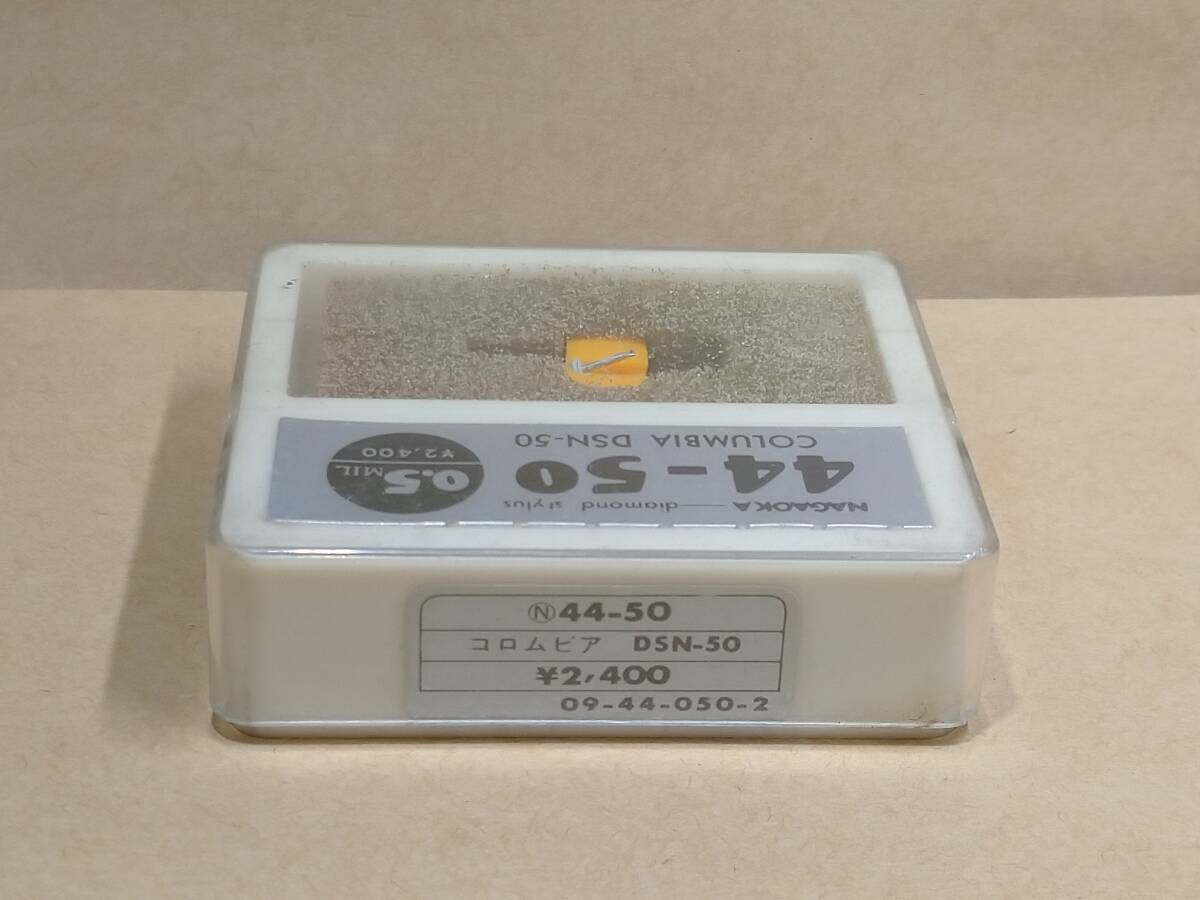 NAGAOKA — diamond stylus
44-50
COLUMBIA DSN-50
0.5 MIL
¥2,400
Ⓝ44-50
コロムビア DSN-50
¥2,400
09-44-050-2